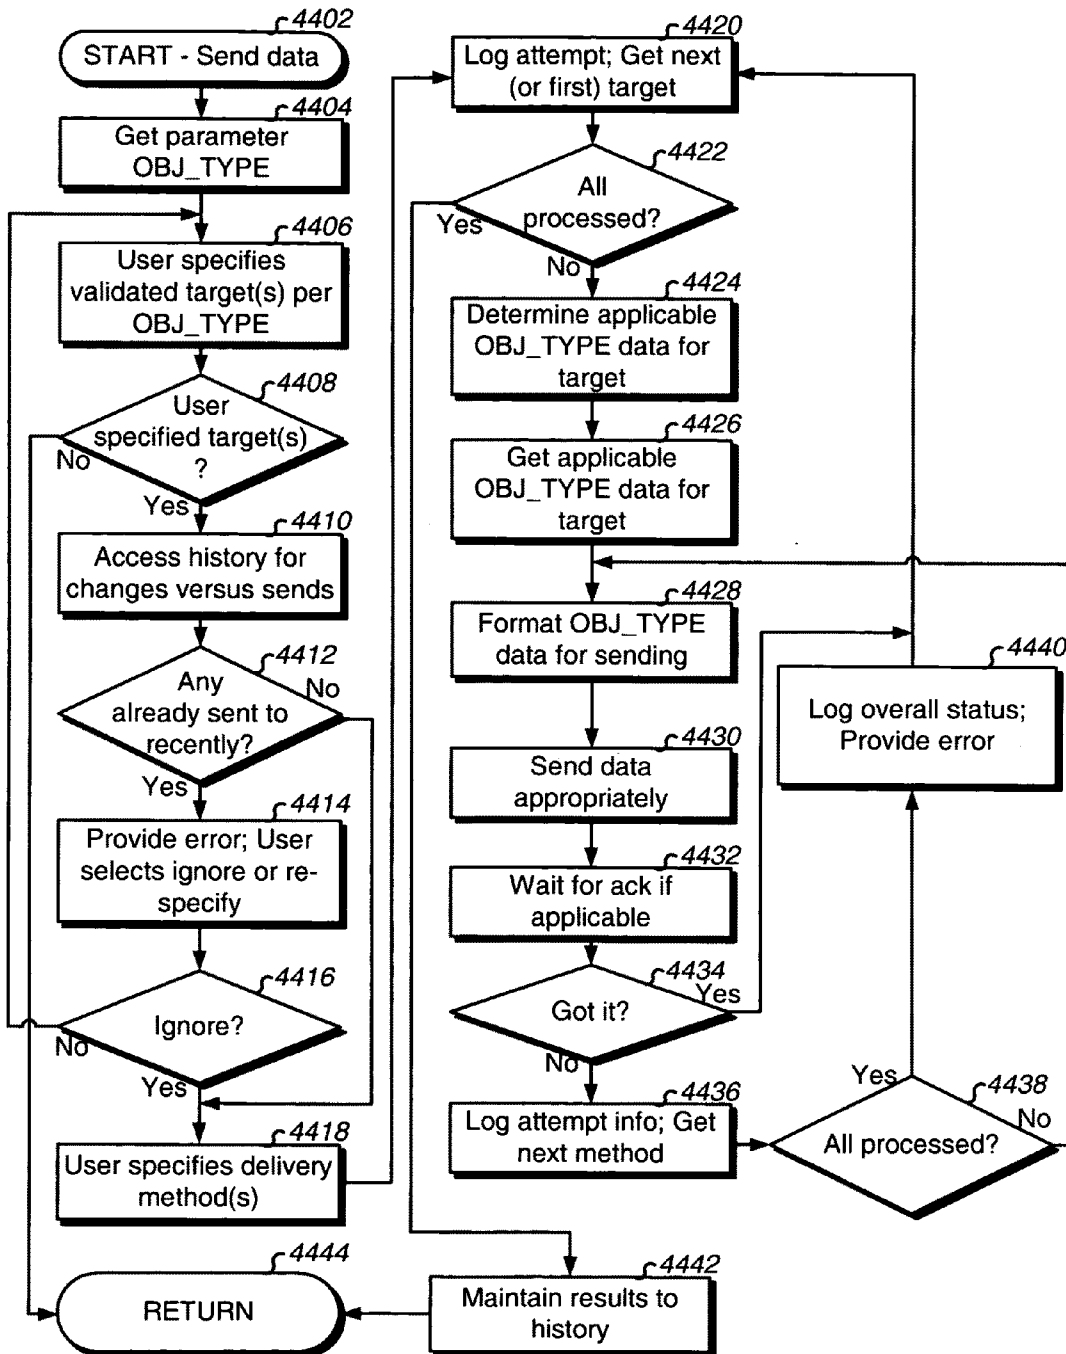 4402
START - Send data
4404
Get parameter
OBJ_TYPE
4406
User specifies
validated target(s) per
OBJ_TYPE
4408
User
specified target(s)
?
No
Yes
4410
Access history for
changes versus sends
4412
Any
already sent to
recently?
No
Yes
4414
Provide error; User
selects ignore or re-
specify
4416
Ignore?
No
Yes
4418
User specifies delivery
method(s)
4444
RETURN
4420
Log attempt; Get next
(or first) target
4422
All
processed?
Yes
No
4424
Determine applicable
OBJ_TYPE data for
target
4426
Get applicable
OBJ_TYPE data for
target
4428
Format OBJ_TYPE
data for sending
4430
Send data
appropriately
4432
Wait for ack if
applicable
4434
Got it?
Yes
No
4436
Log attempt info; Get
next method
4438
All processed?
Yes
No
4440
Log overall status;
Provide error
4442
Maintain results to
history